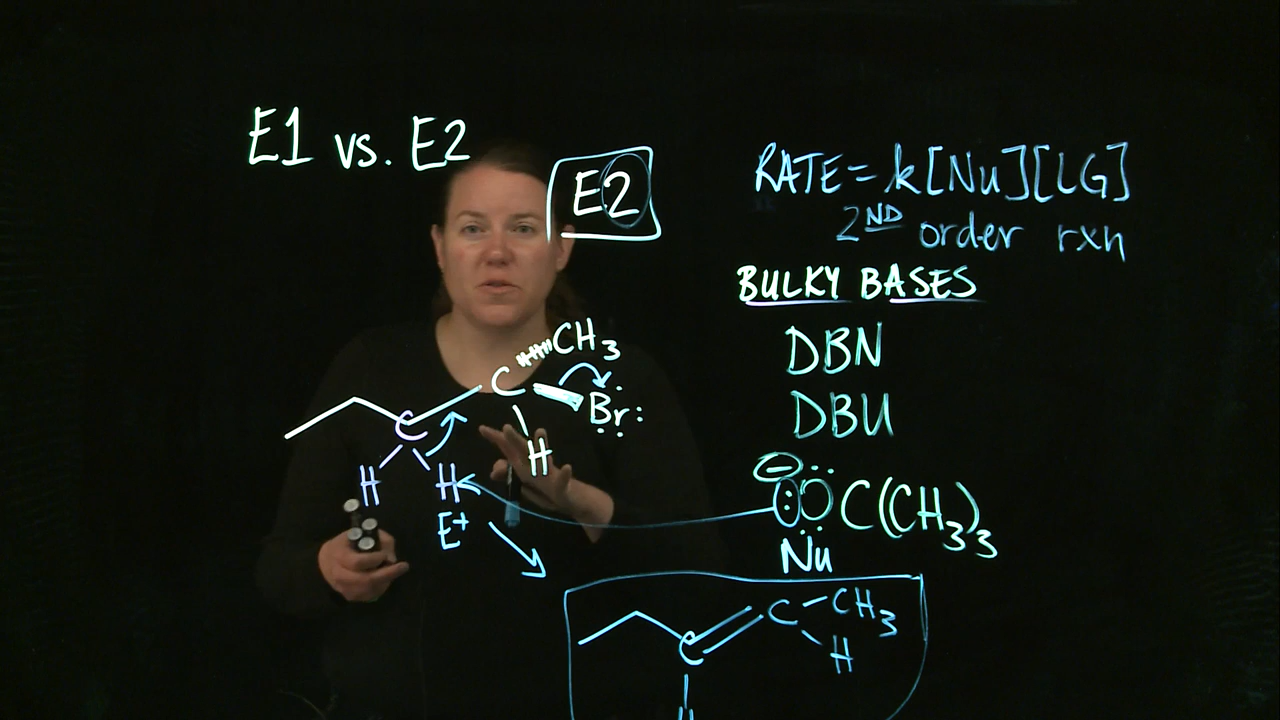 E1 vs. E2
E2
RATE = k[Nu][LG]
2ND order rxn
BULKY BASES
DBN
DBU
CH3
C
Br:
C
H
H
H
E+
⊖
:ÖC(CH3)3
Nu
C
CH3
C
H
H